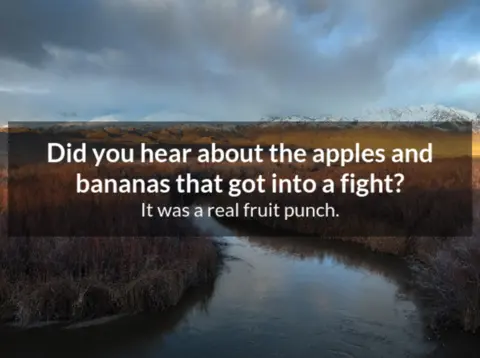 Did you hear about the apples and
bananas that got into a fight?
It was a real fruit punch.